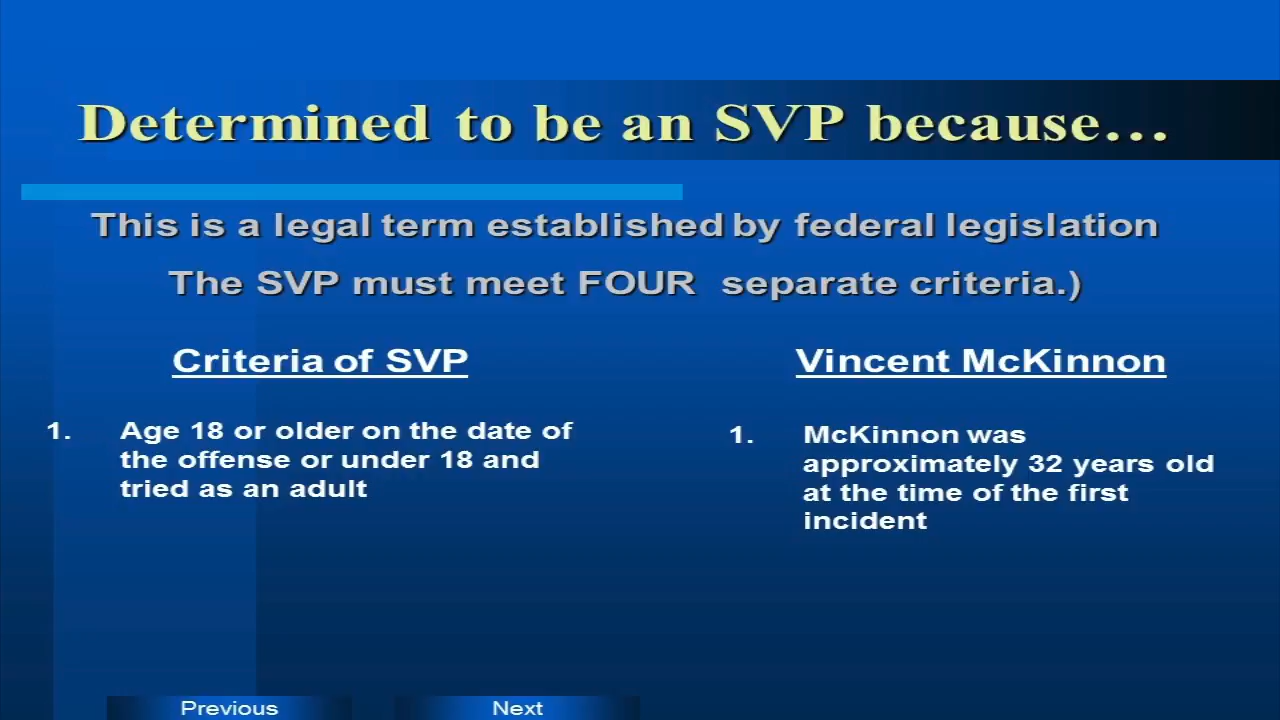 Determined to be an SVP because…
This is a legal term established by federal legislation
The SVP must meet FOUR separate criteria.)
Criteria of SVP
1. Age 18 or older on the date of
the offense or under 18 and
tried as an adult
Vincent McKinnon
1. McKinnon was
approximately 32 years old
at the time of the first
incident
Previous
Next